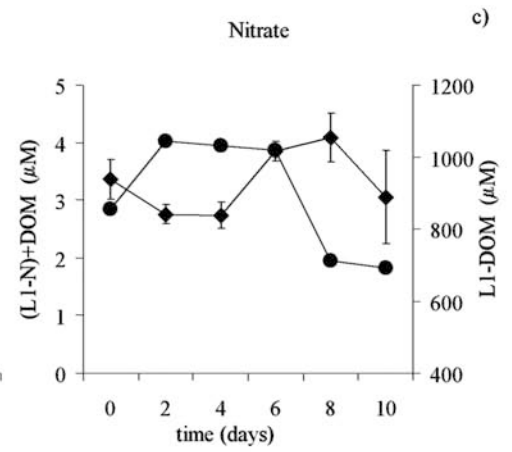 c)
Nitrate
5
4
3
2
1
0
(L1-N)+DOM (μM)
1200
1000
800
600
400
L1-DOM (μM)
0 2 4 6 8 10
time (days)